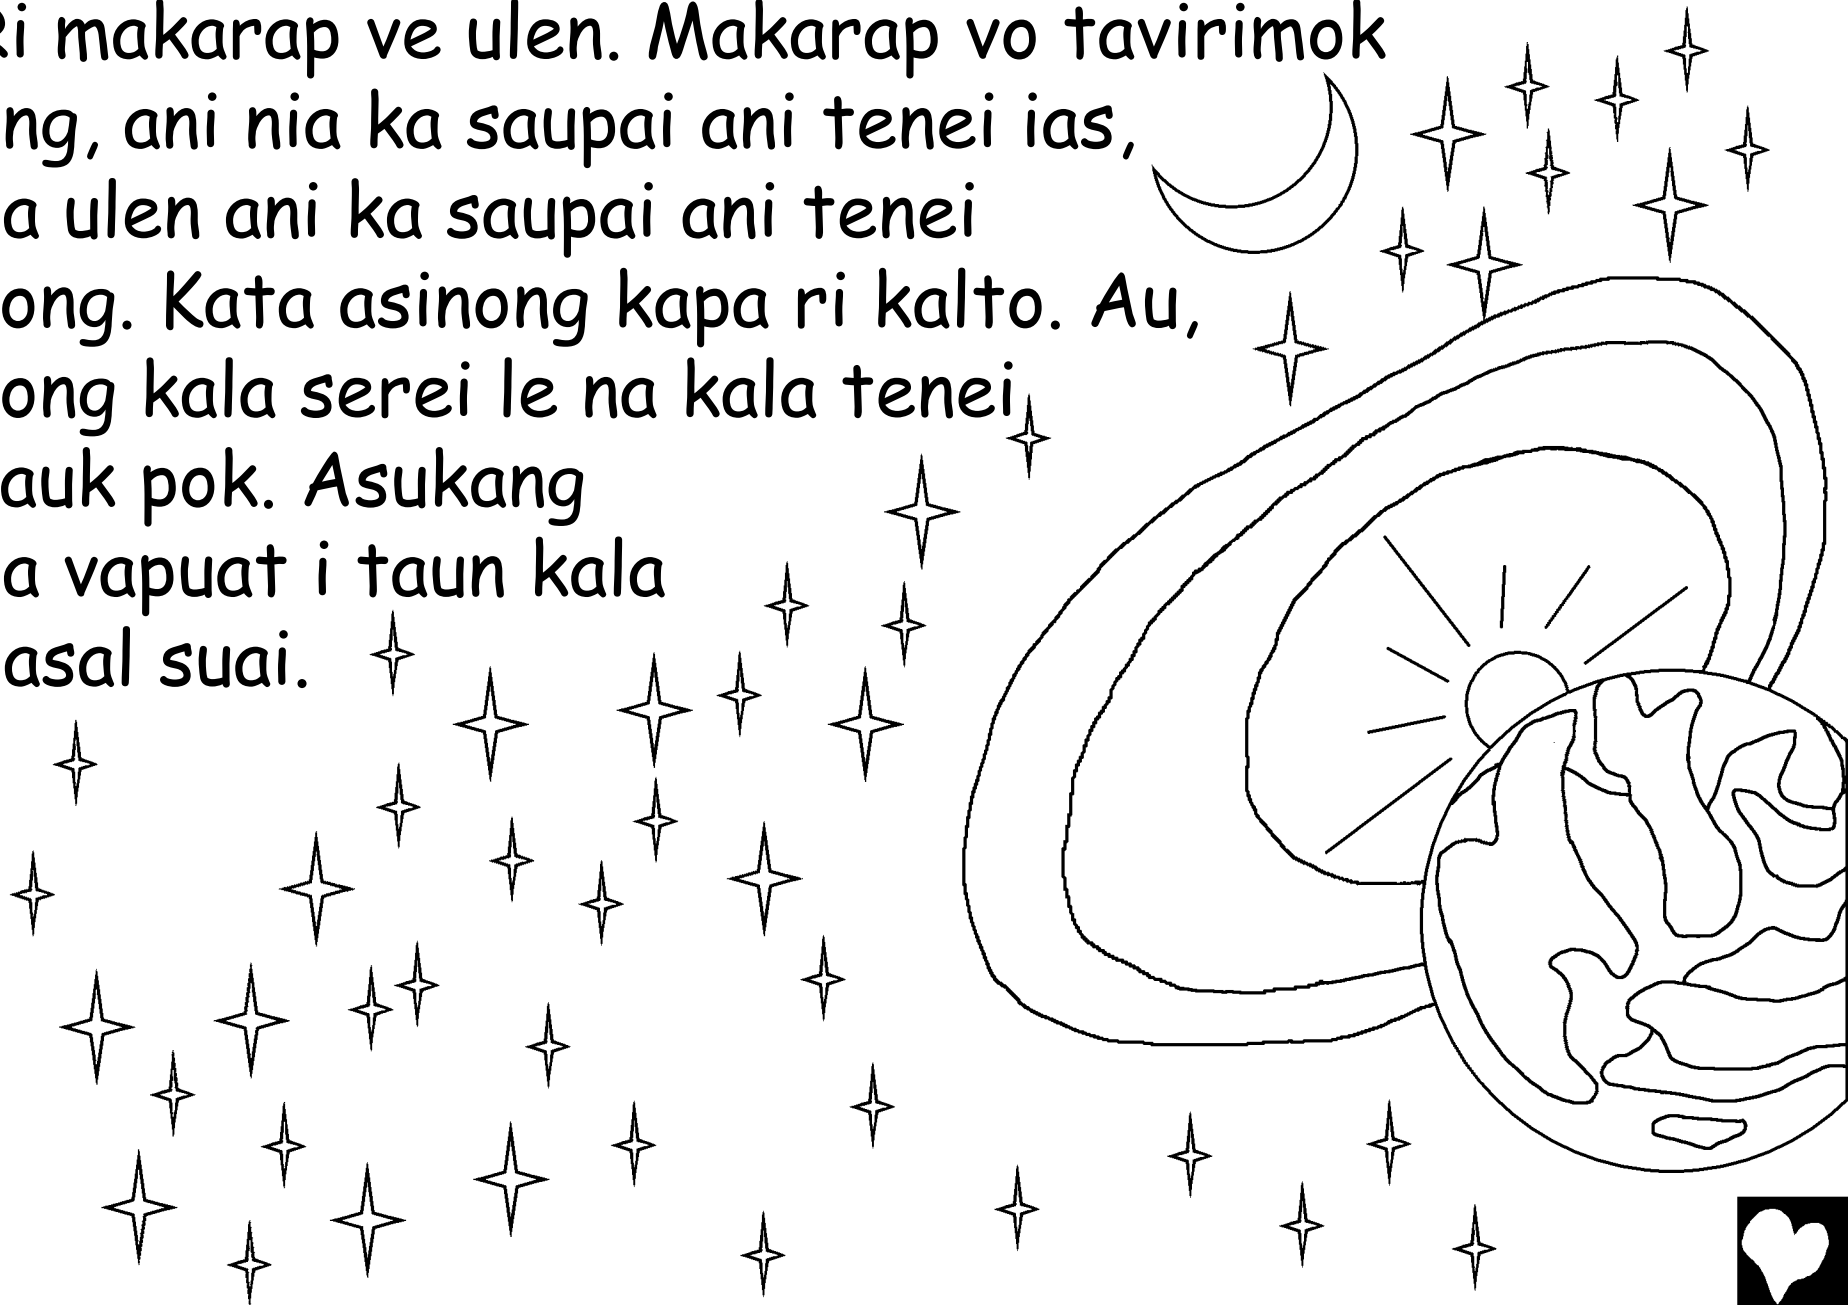 Ri makarap ve ulen. Makarap vo tavirimok
ng, ani nia ka saupai ani tenei ias,
a ulen ani ka saupai ani tenei
ong. Kata asinong kapa ri kalto. Au,
ong kala serei le na kala tenei
auk pok. Asukang
a vapuat i taun kala
asal suai.